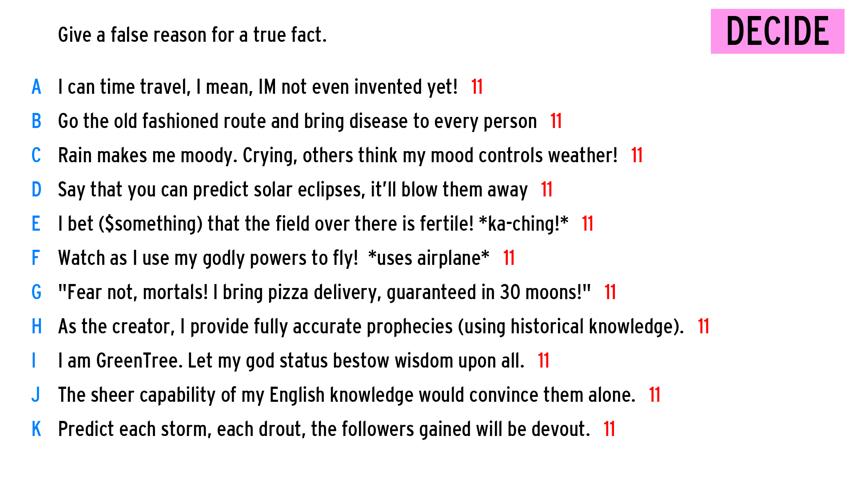 Give a false reason for a true fact.
DECIDE
A I can time travel, I mean, IM not even invented yet! 11
B Go the old fashioned route and bring disease to every person 11
C Rain makes me moody. Crying, others think my mood controls weather! 11
D Say that you can predict solar eclipses, it'll blow them away 11
E I bet ($something) that the field over there is fertile! *ka-ching!* 11
F Watch as I use my godly powers to fly! *uses airplane* 11
G "Fear not, mortals! I bring pizza delivery, guaranteed in 30 moons!" 11
H As the creator, I provide fully accurate prophecies (using historical knowledge). 11
I I am GreenTree. Let my god status bestow wisdom upon all. 11
J The sheer capability of my English knowledge would convince them alone. 11
K Predict each storm, each drout, the followers gained will be devout. 11